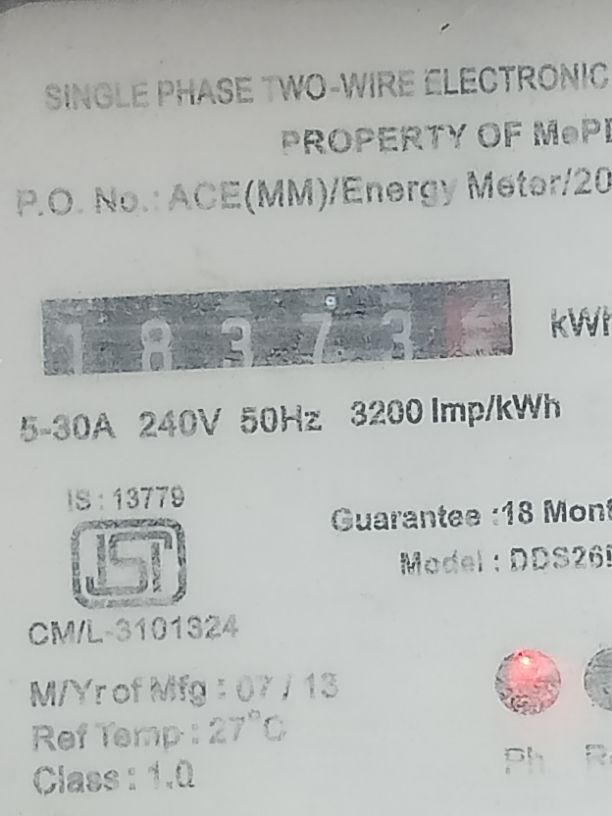 SINGLE PHASE TWO-WIRE ELECTRONIC
PROPERTY OF MePD
P.O. No.: ACE(MM)/Energy Meter/20
18373
kWh
5-30A 240V 50Hz 3200 Imp/kWh
IS : 13779
Guarantee :18 Mont
ISI
Model : DDS26
CM/L-3101324
M/Yr of Mfg : 07 / 13
Ref Temp : 27°C
Class : 1.0
Ph
R